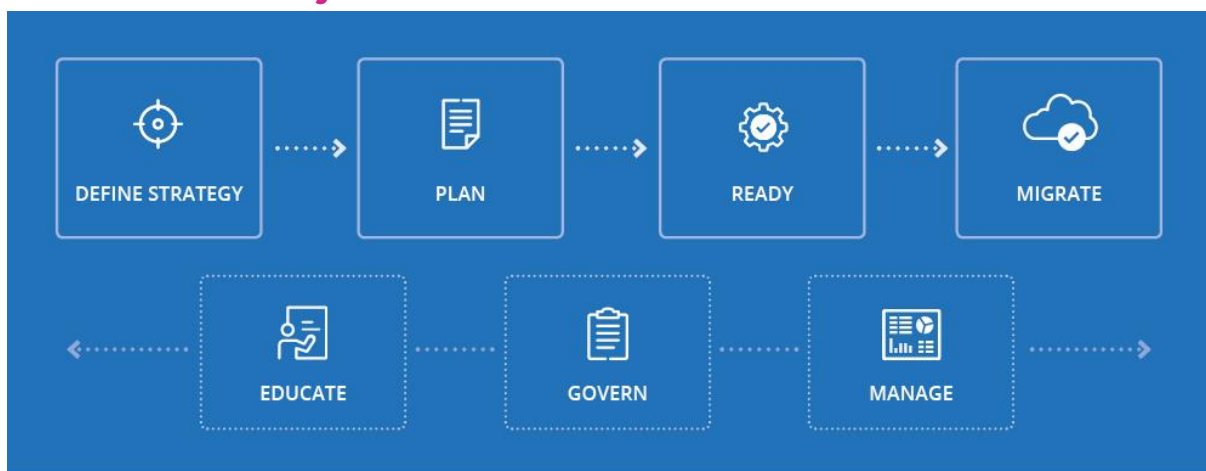 DEFINE STRATEGY
PLAN
READY
MIGRATE
EDUCATE
GOVERN
MANAGE